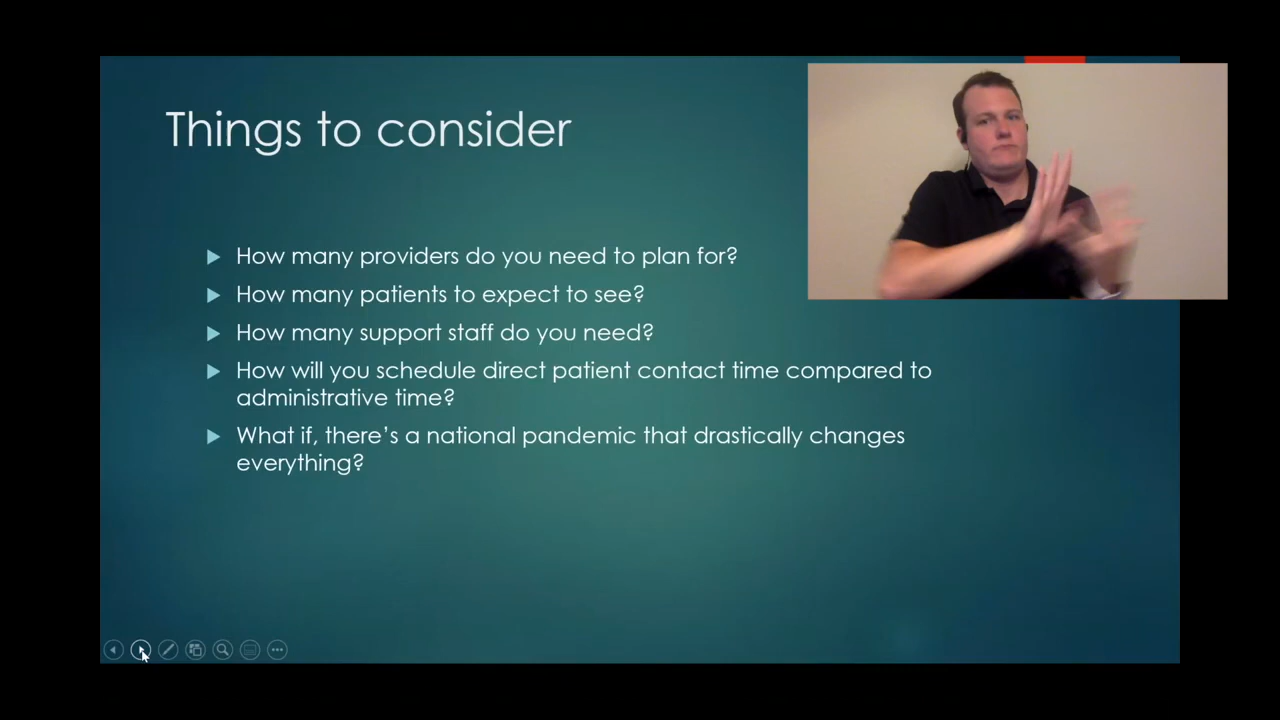 Things to consider
How many providers do you need to plan for?
How many patients to expect to see?
How many support staff do you need?
How will you schedule direct patient contact time compared to
administrative time?
What if, there’s a national pandemic that drastically changes
everything?